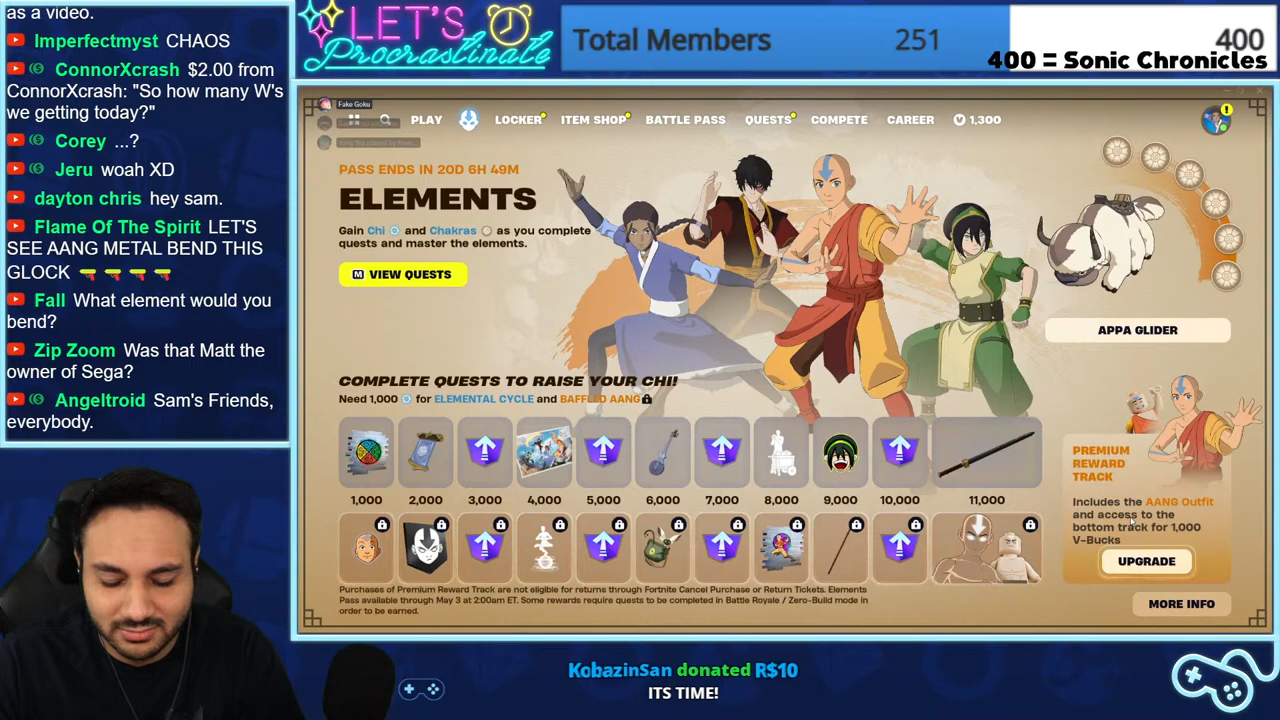 as a video.
Imperfectmyst CHAOS
ConnorXcrash $2.00 from
ConnorXcrash: "So how many W's
we getting today?"
Corey ...?
Jeru woah XD
dayton chris hey sam.
Flame Of The Spirit LET'S
SEE AANG METAL BEND THIS
GLOCK 🔫 🔫 🔫 🔫
Fall What element would you
bend?
Zip Zoom Was that Matt the
owner of Sega?
Angeltroid Sam's Friends,
everybody.
LET'S
Procrastinate
Total Members 251 400
400 = Sonic Chronicles
Fake Goku
PLAY LOCKER ITEM SHOP BATTLE PASS QUESTS COMPETE CAREER 1,300
PASS ENDS IN 20D 6H 49M
ELEMENTS
Gain Chi and Chakras as you complete
quests and master the elements.
M VIEW QUESTS
APPA GLIDER
COMPLETE QUESTS TO RAISE YOUR CHI!
Need 1,000 for ELEMENTAL CYCLE and BAFFLED AANG
1,000 2,000 3,000 4,000 5,000 6,000 7,000 8,000 9,000 10,000 11,000
PREMIUM
REWARD
TRACK
Includes the AANG Outfit
and access to the
bottom track for 1,000
V-Bucks
UPGRADE
MORE INFO
Purchases of Premium Reward Track are not eligible for returns through Fortnite Cancel Purchase or Return Tickets. Elements
Pass available through May 3 at 2:00am ET. Some rewards require quests to be completed in Battle Royale / Zero-Build mode in
order to be earned.
KobazinSan donated R$10
ITS TIME!